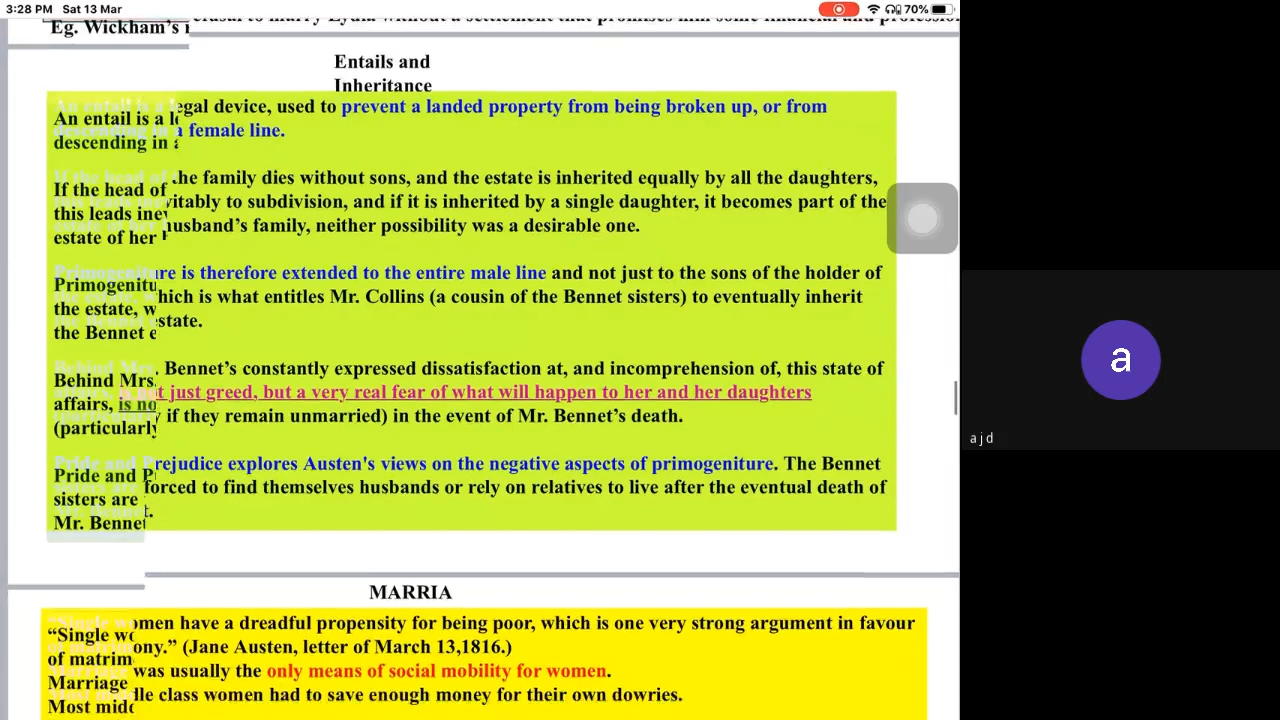 3:28 PM Sat 13 Mar
70%
Eg. Wickham's refusal to marry Lydia without a settlement that promises him some financial and
Entails and
Inheritance
An entail is a legal device, used to prevent a landed property from being broken up, or from
descending in a female line.
If the head of the family dies without sons, and the estate is inherited equally by all the daughters,
this leads inevitably to subdivision, and if it is inherited by a single daughter, it becomes part of the
estate of her husband's family, neither possibility was a desirable one.
Primogeniture is therefore extended to the entire male line and not just to the sons of the holder of
the estate, which is what entitles Mr. Collins (a cousin of the Bennet sisters) to eventually inherit
the Bennet estate.
Behind Mrs. Bennet's constantly expressed dissatisfaction at, and incomprehension of, this state of
affairs, is not just greed, but a very real fear of what will happen to her and her daughters
(particularly if they remain unmarried) in the event of Mr. Bennet's death.
Pride and Prejudice explores Austen's views on the negative aspects of primogeniture. The Bennet
sisters are forced to find themselves husbands or rely on relatives to live after the eventual death of
Mr. Bennet.
MARRIA
“Single women have a dreadful propensity for being poor, which is one very strong argument in favour
of matrimony.” (Jane Austen, letter of March 13,1816.)
Marriage was usually the only means of social mobility for women.
Most middle class women had to save enough money for their own dowries.
a
ajd